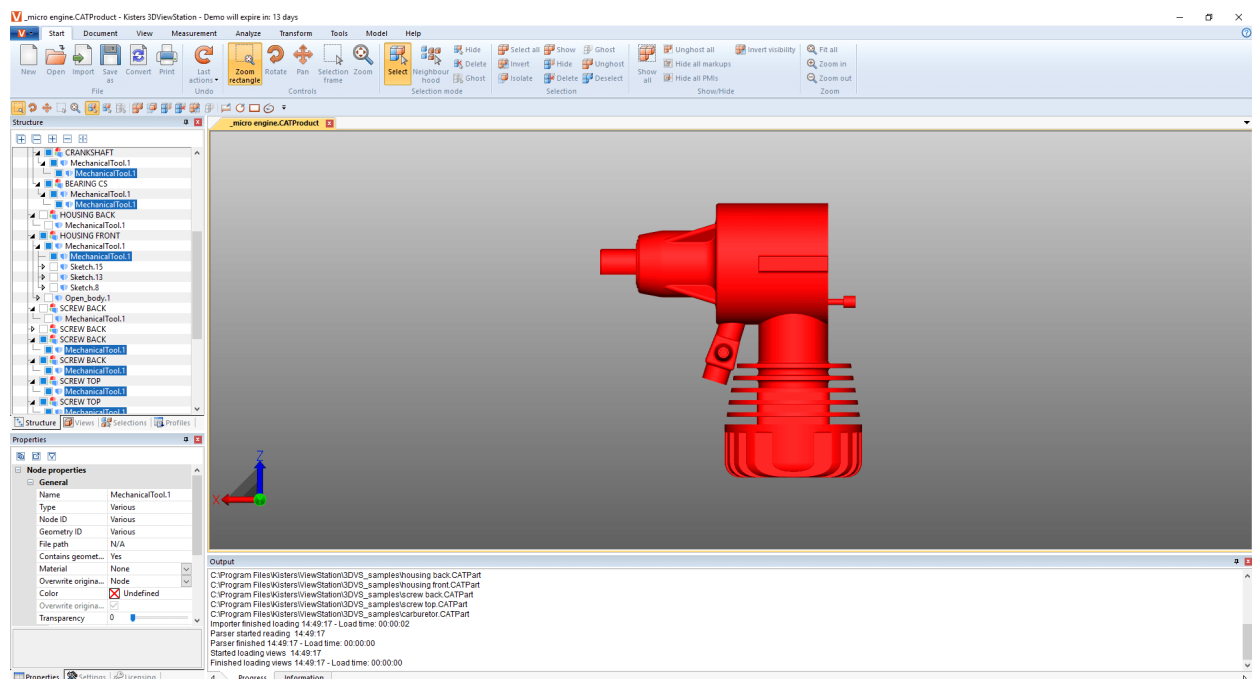 _micro engine.CATProduct - Kisters 3DViewStation - Demo will expire in: 13 days
Start Document View Measurement Analyze Transform Tools Model Help
New Open Import Save as Convert Print
File
Last actions
Undo
Zoom rectangle Rotate Pan Selection frame Zoom
Controls
Select Neighbourhood Hide Delete Ghost
Selection mode
Select all Show Ghost
Invert Hide Unghost
Isolate Delete Deselect
Selection
Show all Unghost all Invert visibility
Hide all markups
Hide all PMIs
Show/Hide
Fit all
Zoom in
Zoom out
Zoom
Structure
_micro engine.CATProduct
CRANKSHAFT
MechanicalTool.1
MechanicalTool.1
BEARING CS
MechanicalTool.1
MechanicalTool.1
HOUSING BACK
MechanicalTool.1
HOUSING FRONT
MechanicalTool.1
MechanicalTool.1
Sketch.15
Sketch.13
Sketch.8
Open_body.1
SCREW BACK
MechanicalTool.1
SCREW BACK
SCREW BACK
MechanicalTool.1
SCREW BACK
MechanicalTool.1
SCREW TOP
MechanicalTool.1
SCREW TOP
MechanicalTool.1
Structure Views Selections Profiles
Properties
Node properties
General
Name MechanicalTool.1
Type Various
Node ID Various
Geometry ID Various
File path N/A
Contains geomet... Yes
Material None
Overwrite origina... Node
Color Undefined
Overwrite origina...
Transparency 0
Properties Settings Licensing
Z
X
Output
C:\Program Files\Kisters\ViewStation\3DVS_samples\housing back.CATPart
C:\Program Files\Kisters\ViewStation\3DVS_samples\housing front.CATPart
C:\Program Files\Kisters\ViewStation\3DVS_samples\screw back.CATPart
C:\Program Files\Kisters\ViewStation\3DVS_samples\screw top.CATPart
C:\Program Files\Kisters\ViewStation\3DVS_samples\carburetor.CATPart
Importer finished loading 14:49:17 - Load time: 00:00:02
Parser started reading 14:49:17
Parser finished 14:49:17 - Load time: 00:00:00
Started loading views 14:49:17
Finished loading views 14:49:17 - Load time: 00:00:00
Progress Information